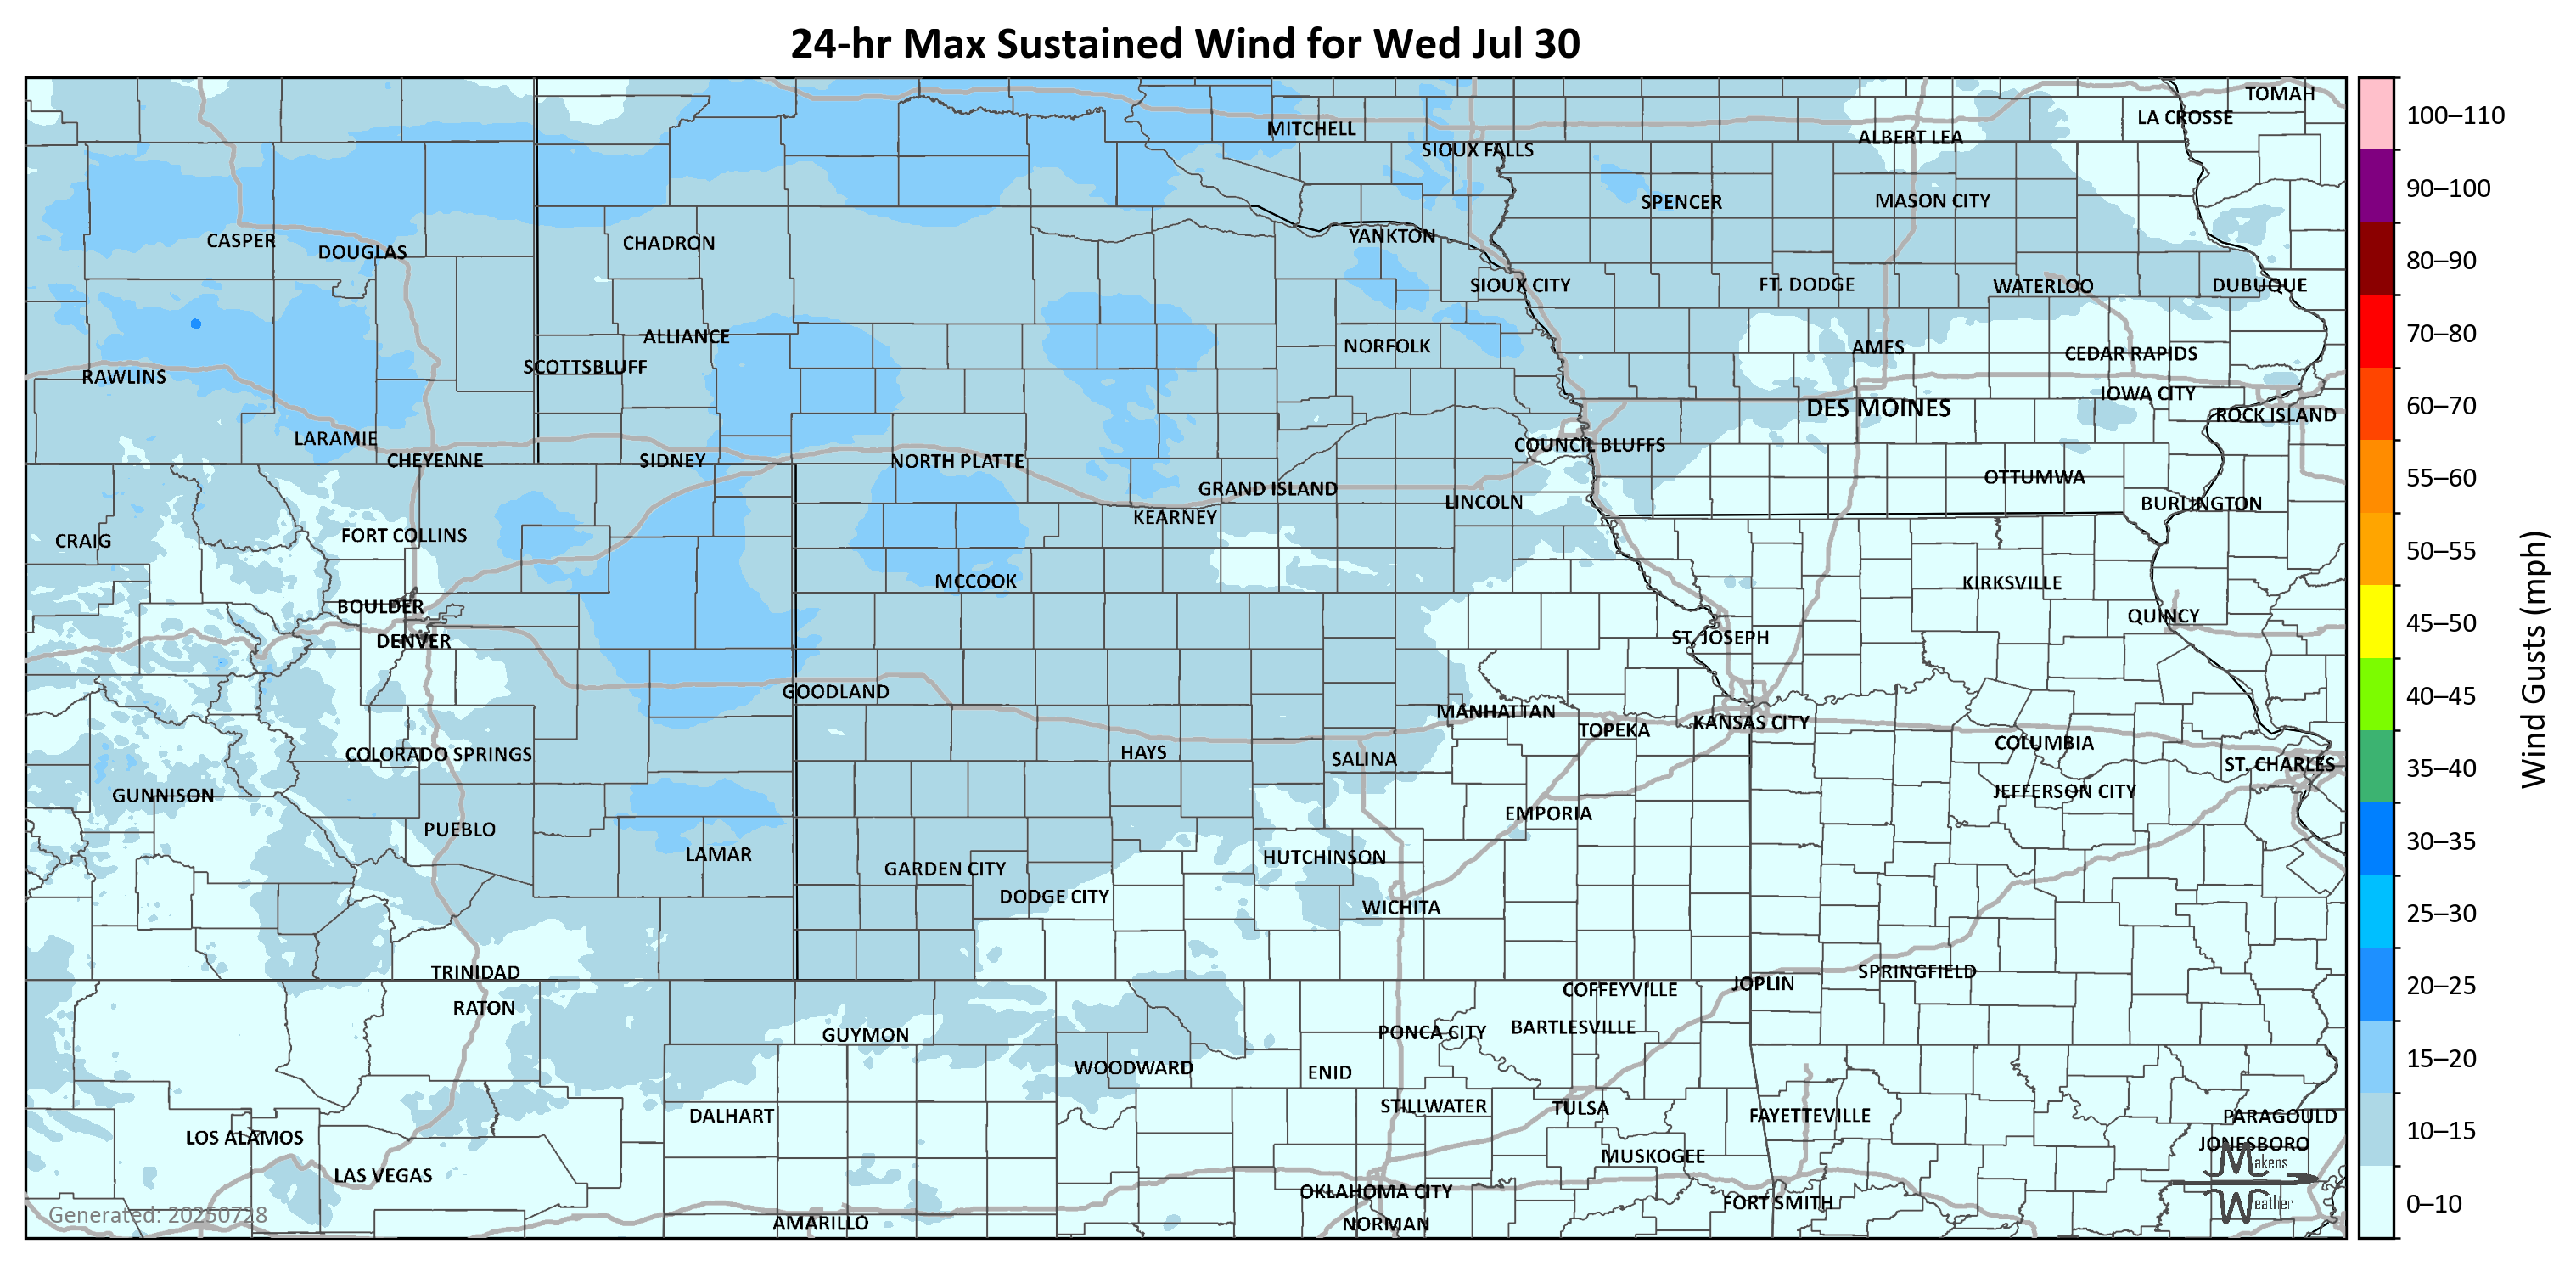 24-hr Max Sustained Wind for Wed Jul 30
TOMAH
LA CROSSE
MITCHELL
ALBERT LEA
SIOUX FALLS
SPENCER
MASON CITY
CASPER
DOUGLAS
CHADRON
YANKTON
SIOUX CITY
FT. DODGE
WATERLOO
DUBUQUE
ALLIANCE
NORFOLK
AMES
CEDAR RAPIDS
SCOTTSBLUFF
RAWLINS
IOWA CITY
DES MOINES
ROCK ISLAND
LARAMIE
COUNCIL BLUFFS
CHEYENNE
SIDNEY
NORTH PLATTE
OTTUMWA
GRAND ISLAND
LINCOLN
BURLINGTON
KEARNEY
FORT COLLINS
CRAIG
MCCOOK
KIRKSVILLE
BOULDER
QUINCY
DENVER
ST. JOSEPH
GOODLAND
MANHATTAN
TOPEKA
KANSAS CITY
COLORADO SPRINGS
HAYS
SALINA
COLUMBIA
ST. CHARLES
GUNNISON
JEFFERSON CITY
EMPORIA
PUEBLO
LAMAR
GARDEN CITY
HUTCHINSON
DODGE CITY
WICHITA
TRINIDAD
SPRINGFIELD
JOPLIN
COFFEYVILLE
RATON
GUYMON
PONCA CITY
BARTLESVILLE
WOODWARD
ENID
DALHART
STILLWATER
TULSA
FAYETTEVILLE
PARAGOULD
LOS ALAMOS
JONESBORO
LAS VEGAS
MUSKOGEE
OKLAHOMA CITY
FORT SMITH
AMARILLO
NORMAN
Generated: 20250728
Makens
Weather
100–110
90–100
80–90
70–80
60–70
55–60
50–55
45–50
40–45
35–40
30–35
25–30
20–25
15–20
10–15
0–10
Wind Gusts (mph)